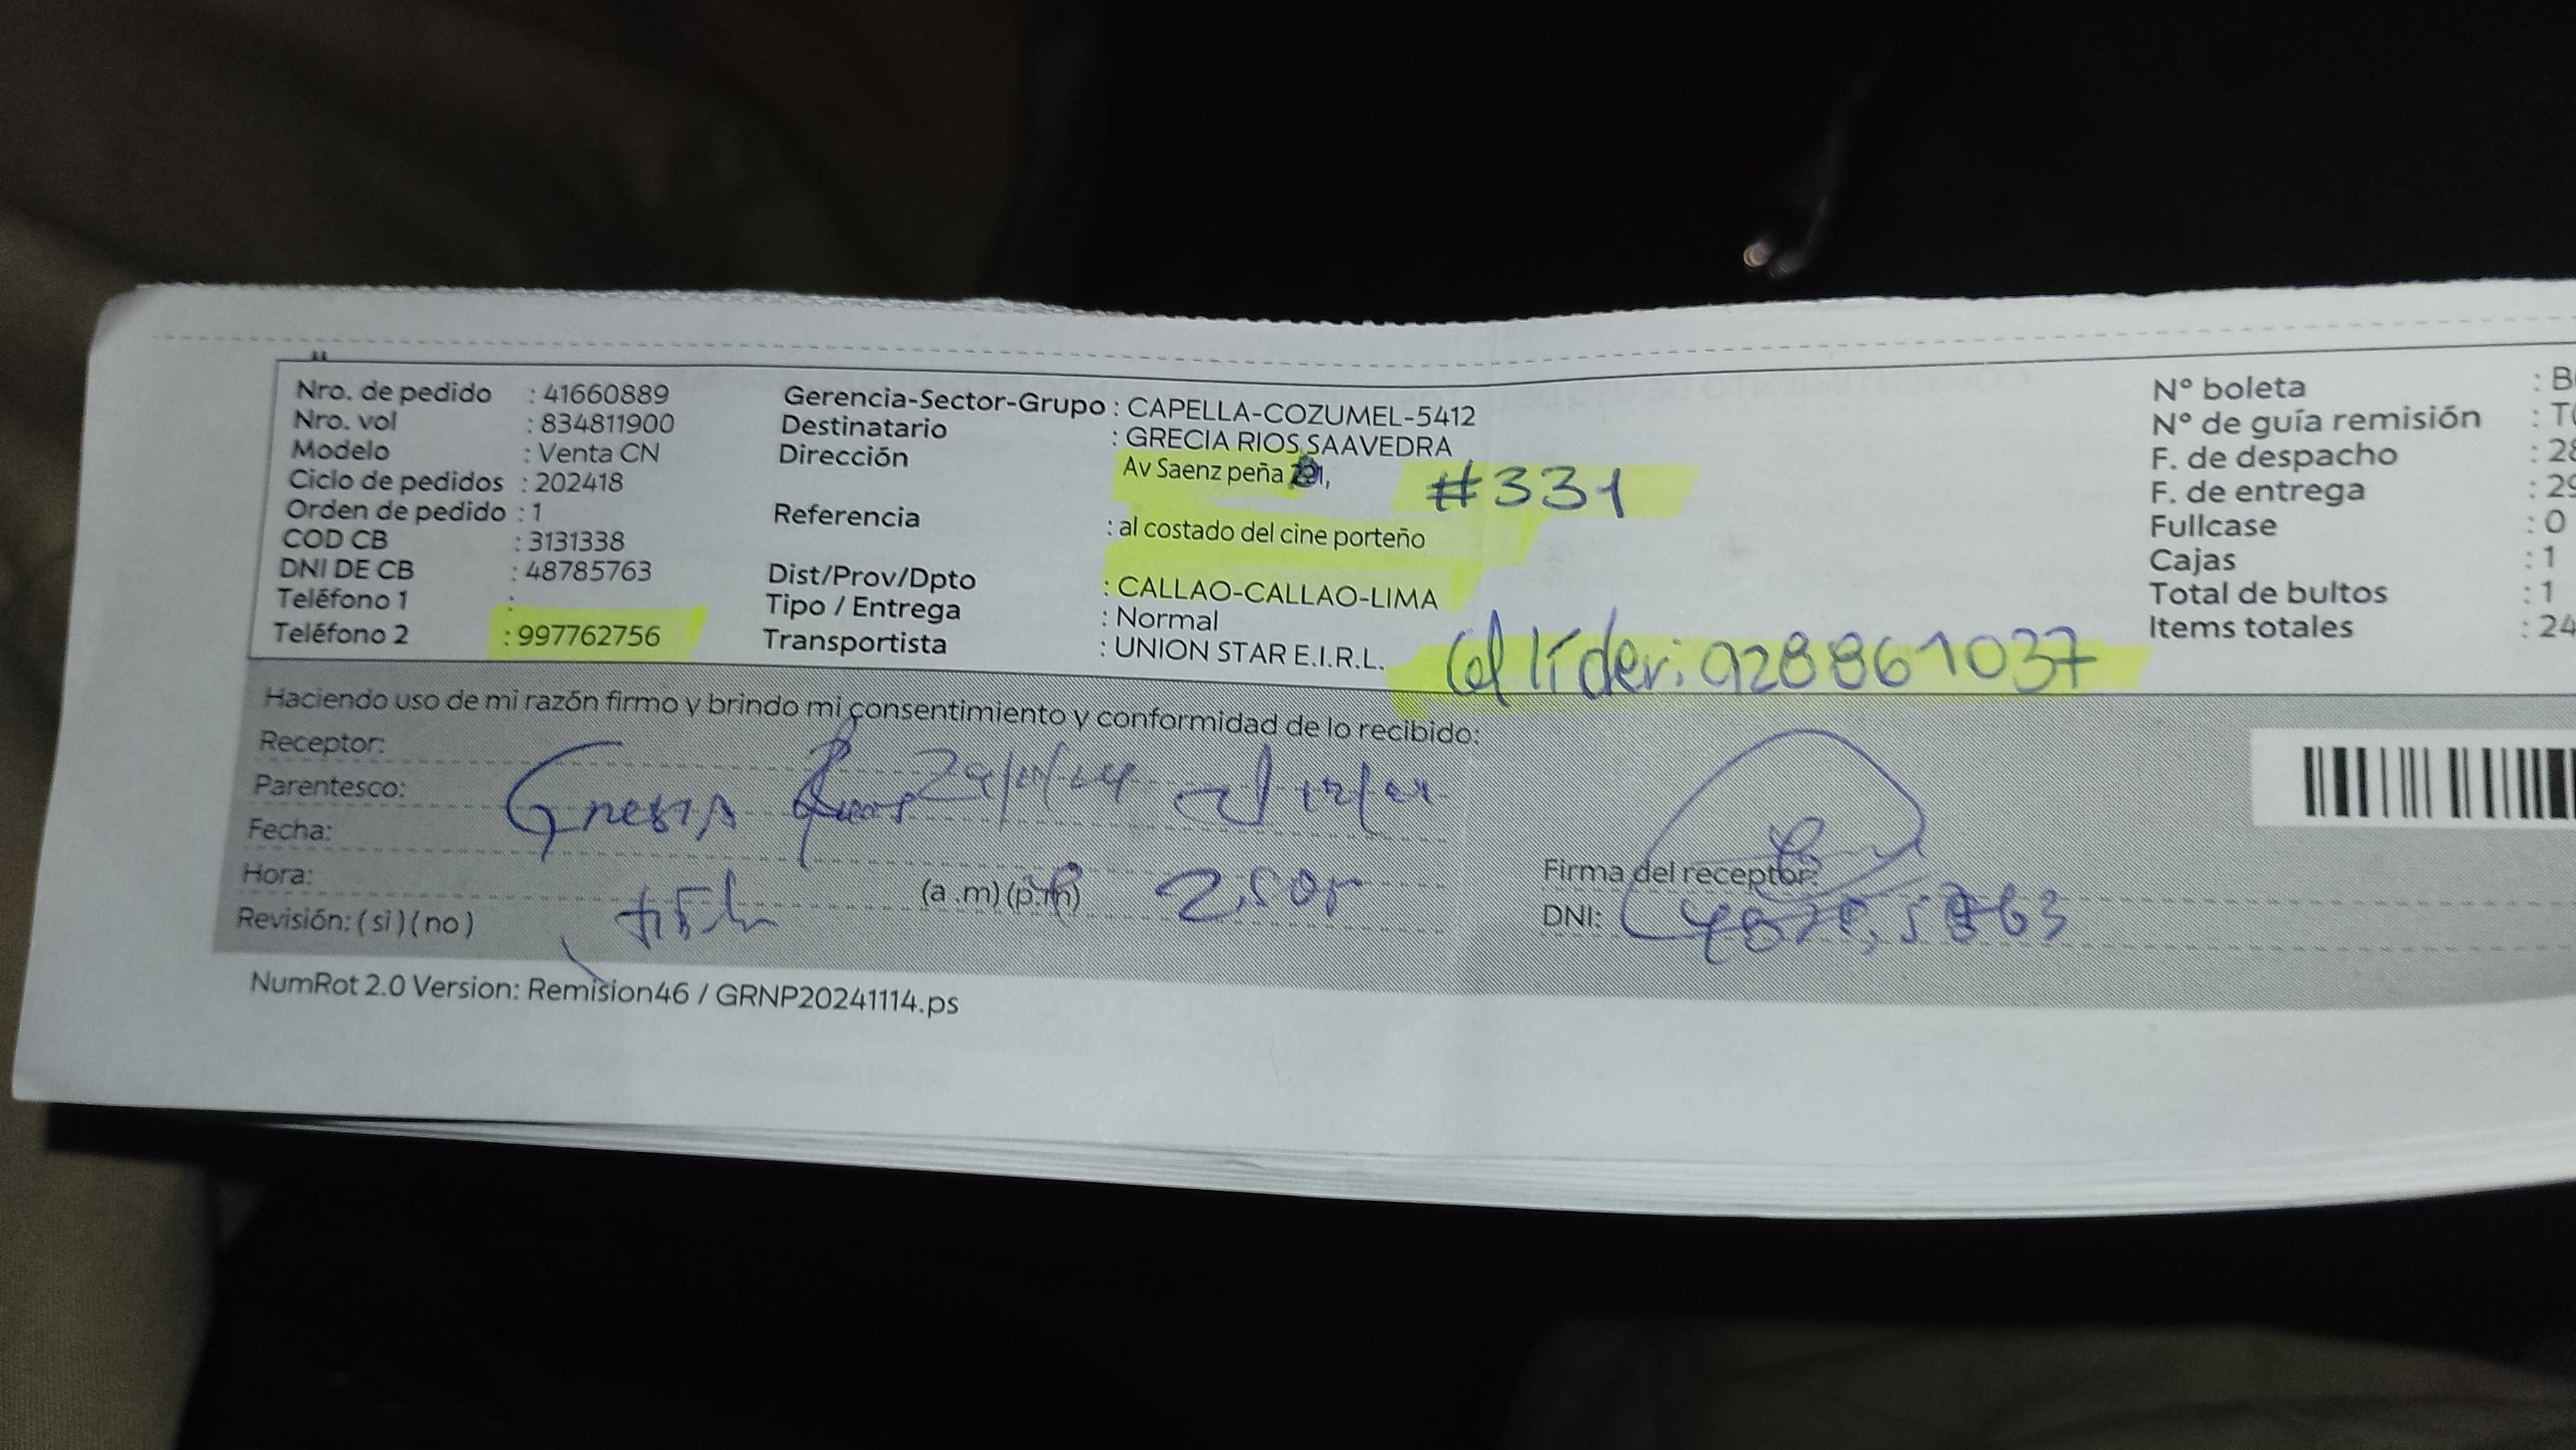 Nro. de pedido : 41660889
Nro. vol : 834811900
Modelo : Venta CN
Ciclo de pedidos : 202418
Orden de pedido : 1
COD CB : 3131338
DNI DE CB : 48785763
Teléfono 1 :
Teléfono 2 : 997762756
Gerencia-Sector-Grupo : CAPELLA-COZUMEL-5412
Destinatario : GRECIA RIOS SAAVEDRA
Dirección Av Saenz peña #331
Referencia : al costado del cine porteño
Dist/Prov/Dpto : CALLAO-CALLAO-LIMA
Tipo / Entrega : Normal
Transportista : UNION STAR E.I.R.L.
Cel líder: 928861037
Nº boleta : B
Nº de guía remisión : T
F. de despacho : 28
F. de entrega : 29
Fullcase : 0
Cajas : 1
Total de bultos : 1
Items totales : 24
Haciendo uso de mi razón firmo y brindo mi consentimiento y conformidad de lo recibido:
Receptor:
Parentesco:
Fecha:
Hora: (a.m) (p.m)
Revisión: (si) (no)
Firma del receptor:
DNI:
NumRot 2.0 Version: Remision46 / GRNP20241114.ps